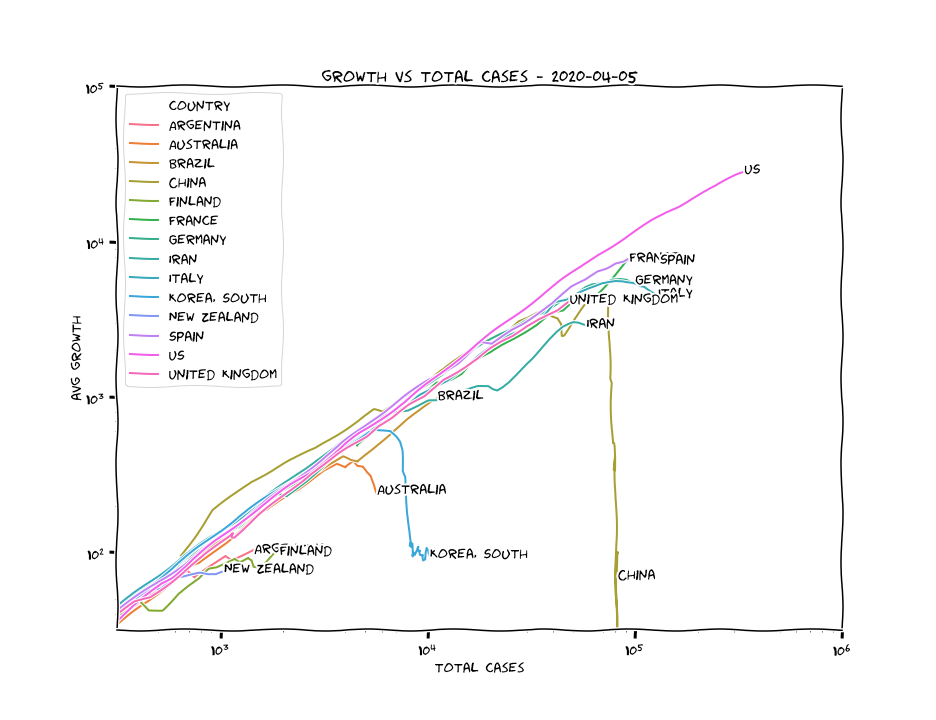 GROWTH VS TOTAL CASES - 2020-04-05
10⁵
10⁴
10³
10²
AVG GROWTH
COUNTRY
ARGENTINA
AUSTRALIA
BRAZIL
CHINA
FINLAND
FRANCE
GERMANY
IRAN
ITALY
KOREA, SOUTH
NEW ZEALAND
SPAIN
US
UNITED KINGDOM
US
SPAIN
GERMANY
ITALY
UNITED KINGDOM
IRAN
BRAZIL
AUSTRALIA
FINLAND
KOREA, SOUTH
NEW ZEALAND
CHINA
10³
10⁴
10⁵
10⁶
TOTAL CASES